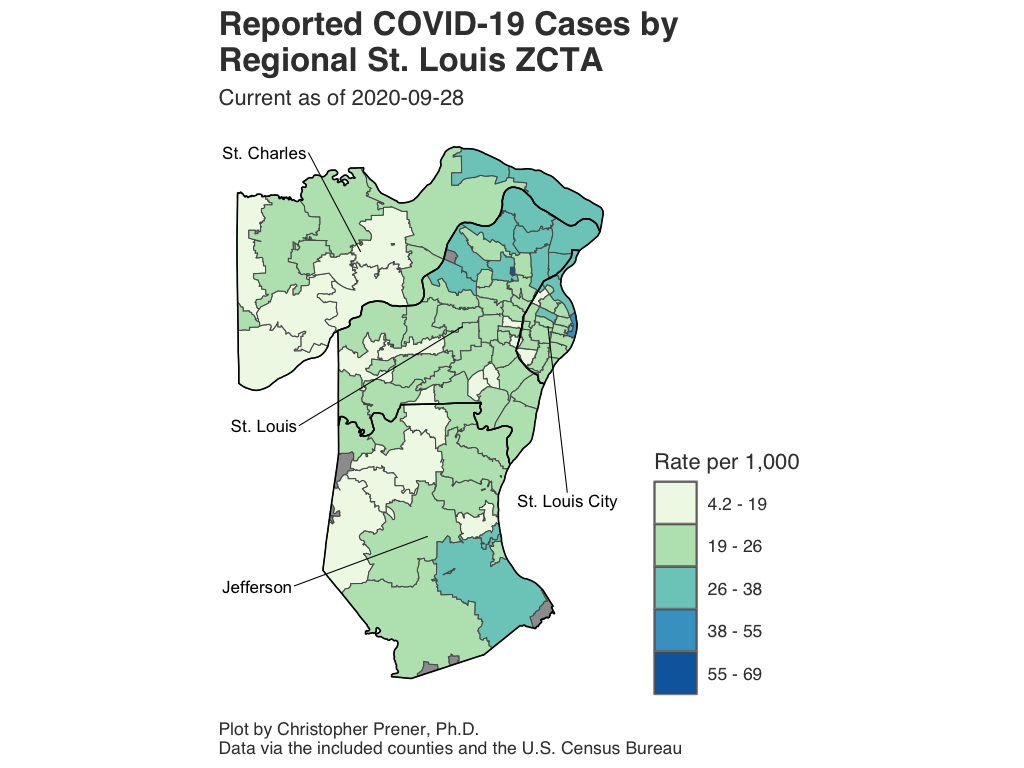 Reported COVID-19 Cases by
Regional St. Louis ZCTA
Current as of 2020-09-28
St. Charles
St. Louis
St. Louis City
Jefferson
Rate per 1,000
4.2 - 19
19 - 26
26 - 38
38 - 55
55 - 69
Plot by Christopher Prener, Ph.D.
Data via the included counties and the U.S. Census Bureau